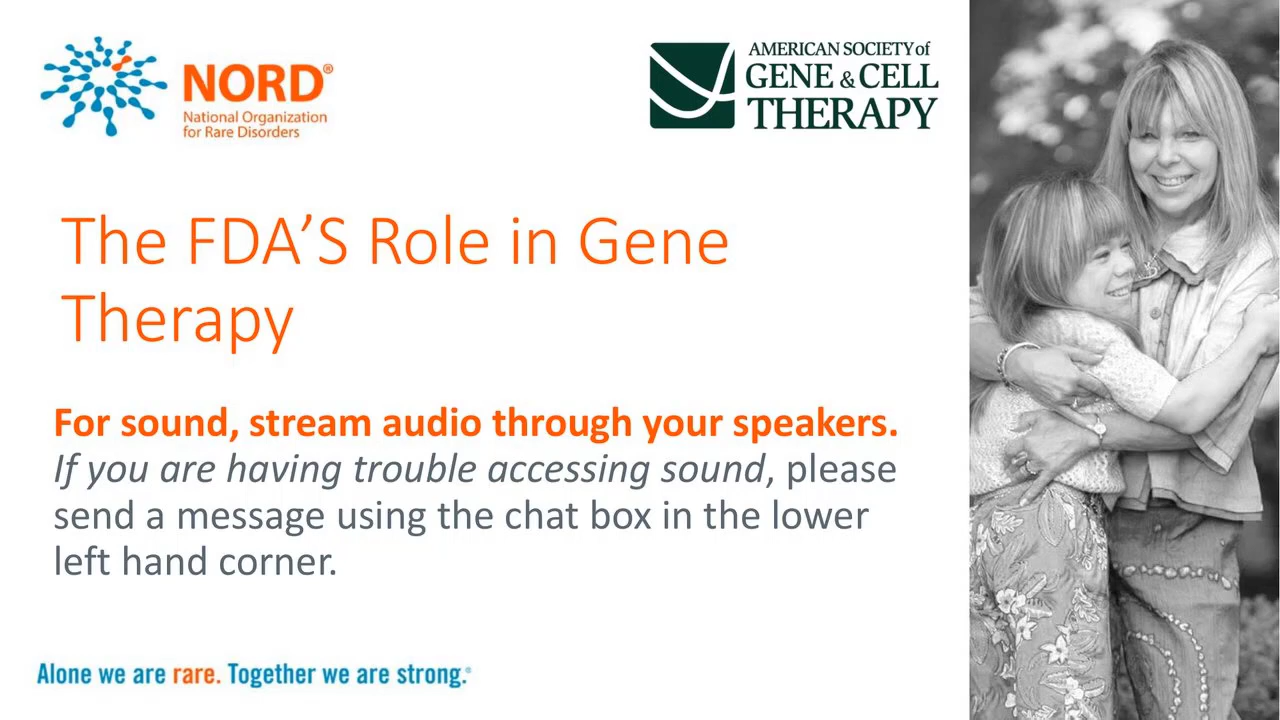 NORD®
National Organization
for Rare Disorders
AMERICAN SOCIETY of
GENE & CELL
THERAPY
The FDA’S Role in Gene
Therapy
For sound, stream audio through your speakers.
If you are having trouble accessing sound, please
send a message using the chat box in the lower
left hand corner.
Alone we are rare. Together we are strong.®